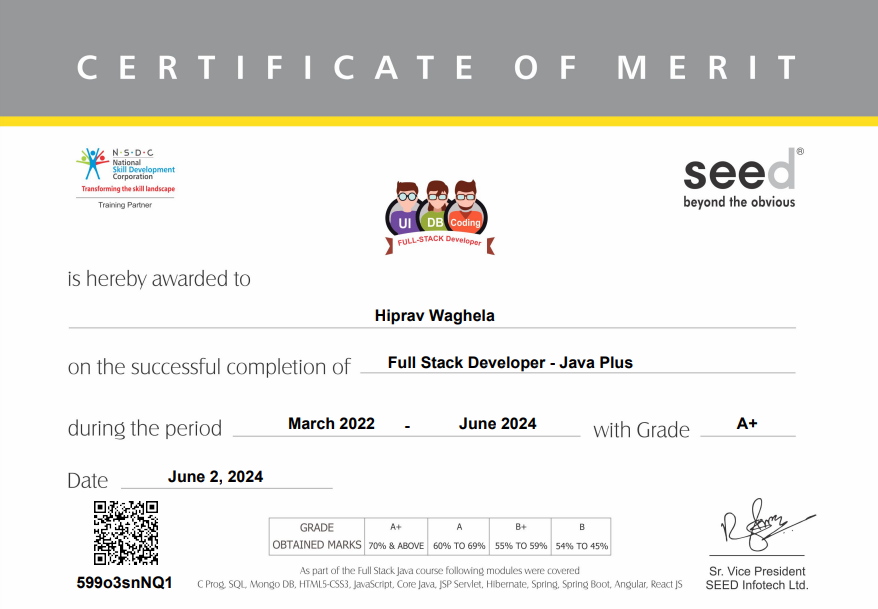 CERTIFICATE OF MERIT
N·S·D·C
National
Skill Development
Corporation
Transforming the skill landscape
Training Partner
UI DB Coding
FULL-STACK Developer
seed®
beyond the obvious
is hereby awarded to
Hiprav Waghela
on the successful completion of Full Stack Developer - Java Plus
during the period March 2022 - June 2024 with Grade A+
Date June 2, 2024
599o3snNQ1
GRADE A+ A B+ B
OBTAINED MARKS 70% & ABOVE 60% TO 69% 55% TO 59% 54% TO 45%
As part of the Full Stack Java course following modules were covered
C Prog, SQL, Mongo DB, HTML5-CSS3, JavaScript, Core Java, JSP Servlet, Hibernate, Spring, Spring Boot, Angular, React JS
Sr. Vice President
SEED Infotech Ltd.